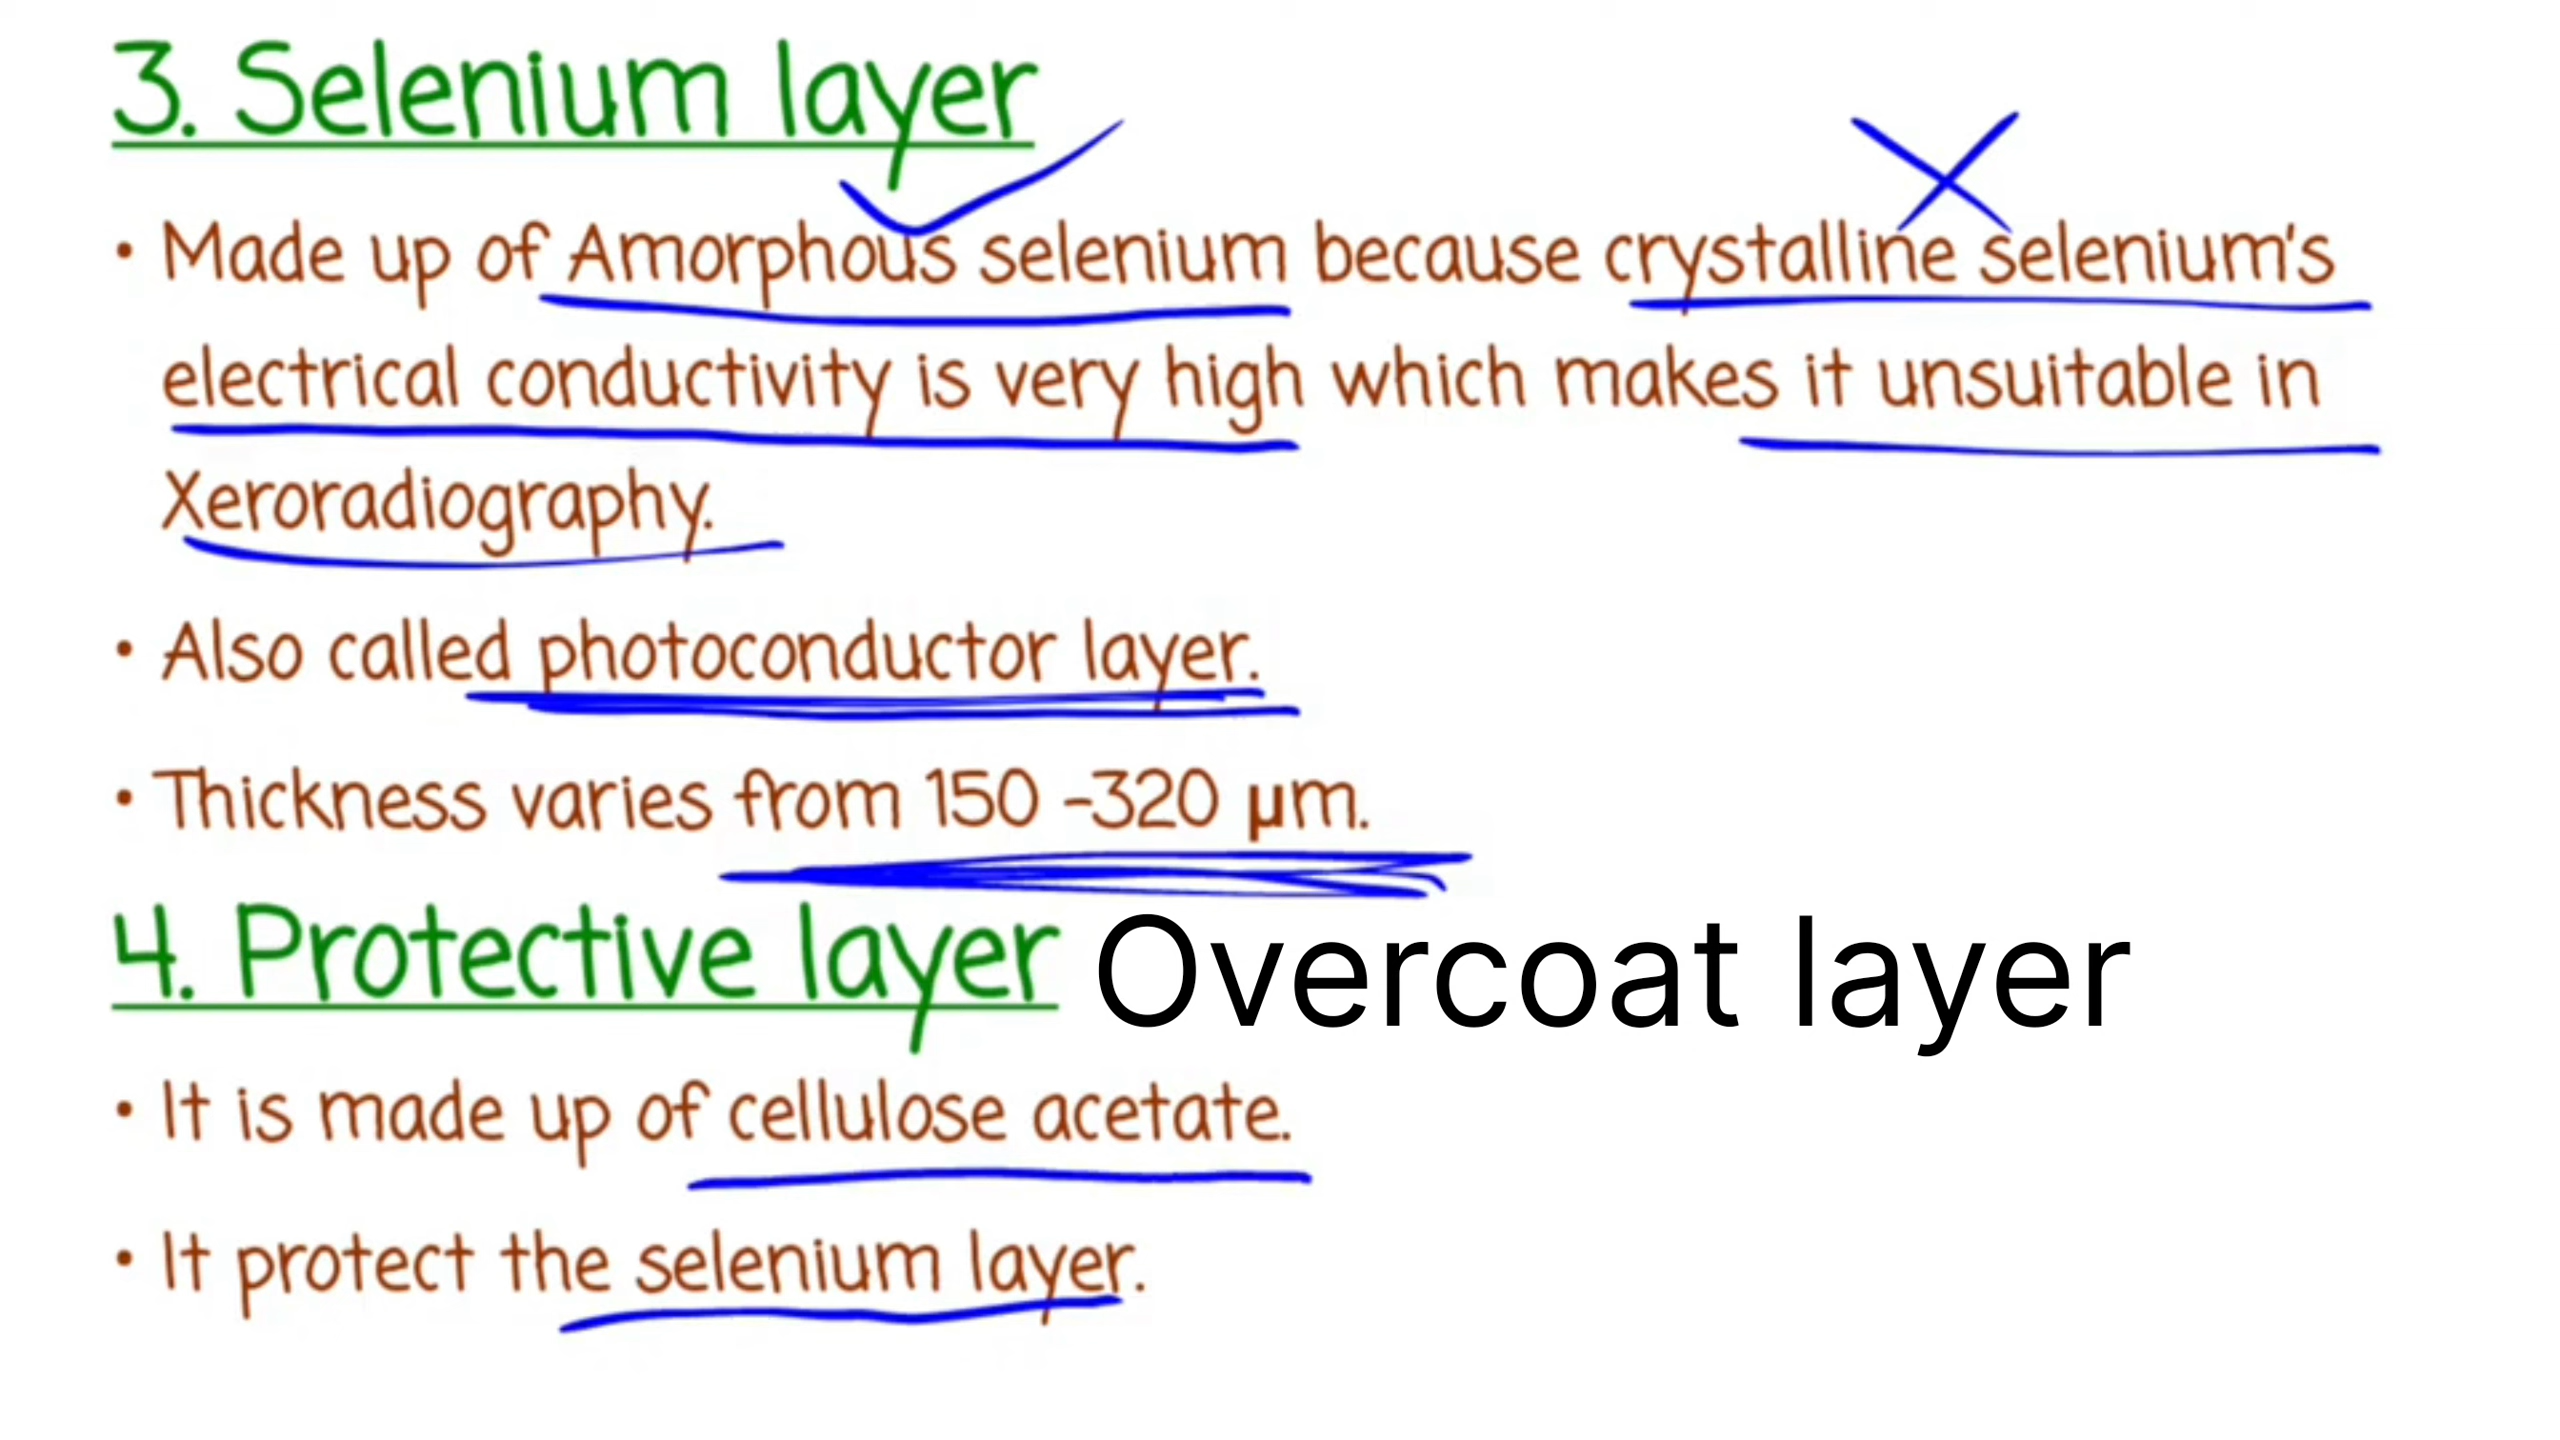 3. Selenium layer
• Made up of Amorphous selenium because crystalline selenium's
electrical conductivity is very high which makes it unsuitable in
Xeroradiography.
• Also called photoconductor layer.
• Thickness varies from 150 -320 μm.
4. Protective layer Overcoat layer
• It is made up of cellulose acetate.
• It protect the selenium layer.